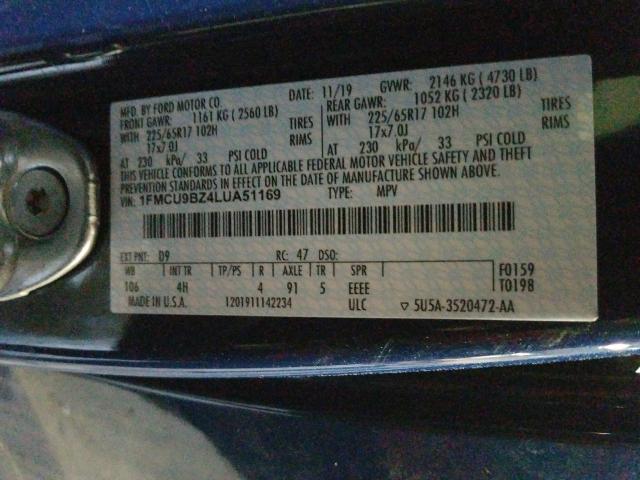 MFD. BY FORD MOTOR CO. DATE: 11/19 GVWR: 2146 KG ( 4730 LB)
FRONT GAWR: 1161 KG ( 2560 LB) REAR GAWR: 1052 KG ( 2320 LB)
WITH 225/65R17 102H TIRES WITH 225/65R17 102H TIRES
17x7.0J RIMS 17x7.0J RIMS
AT 230 kPa/ 33 PSI COLD AT 230 kPa/ 33 PSI COLD
THIS VEHICLE CONFORMS TO ALL APPLICABLE FEDERAL MOTOR VEHICLE SAFETY AND THEFT
PREVENTION STANDARDS IN EFFECT ON THE DATE OF MANUFACTURE SHOWN ABOVE.
VIN: 1FMCU9BZ4LUA51169 TYPE: MPV
EXT PNT: D9 RC: 47 DSO: F0159
WB INT TR TP/PS R AXLE TR SPR T0198
106 4H 4 91 5 EEEE
MADE IN U.S.A. 1201911142234 ULC ▽ 5U5A-3520472-AA